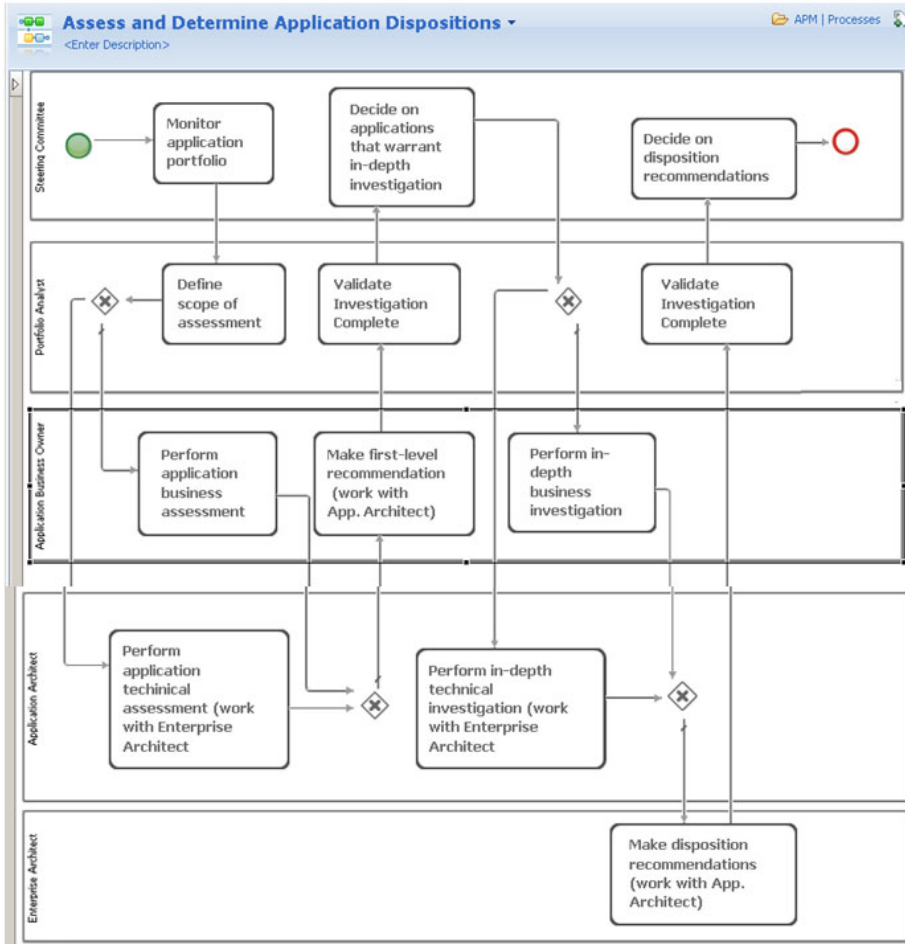 Assess and Determine Application Dispositions
APM | Processes
<Enter Description>
Steering Committee
Monitor
application
portfolio
Decide on
applications
that warrant
in-depth
investigation
Decide on
disposition
recommendations
Portfolio Analyst
Define
scope of
assessment
Validate
Investigation
Complete
Validate
Investigation
Complete
Application Business Owner
Perform
application
business
assessment
Make first-level
recommendation
(work with
App. Architect)
Perform in-
depth
business
investigation
Application Architect
Perform
application
techinical
assessment (work
with Enterprise
Architect
Perform in-depth
technical
investigation (work
with Enterprise
Architect
Enterprise Architect
Make disposition
recommendations
(work with App.
Architect)